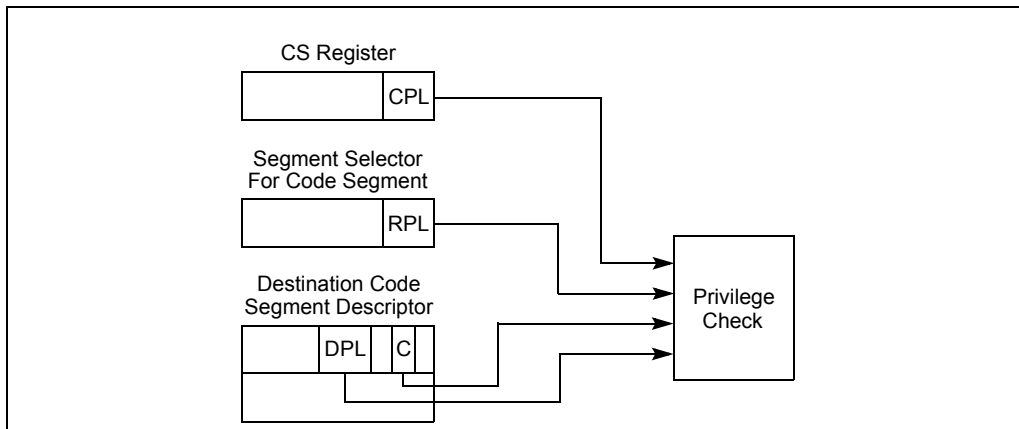 CS Register
CPL
Segment Selector
For Code Segment
RPL
Destination Code
Segment Descriptor
DPL
C
Privilege
Check